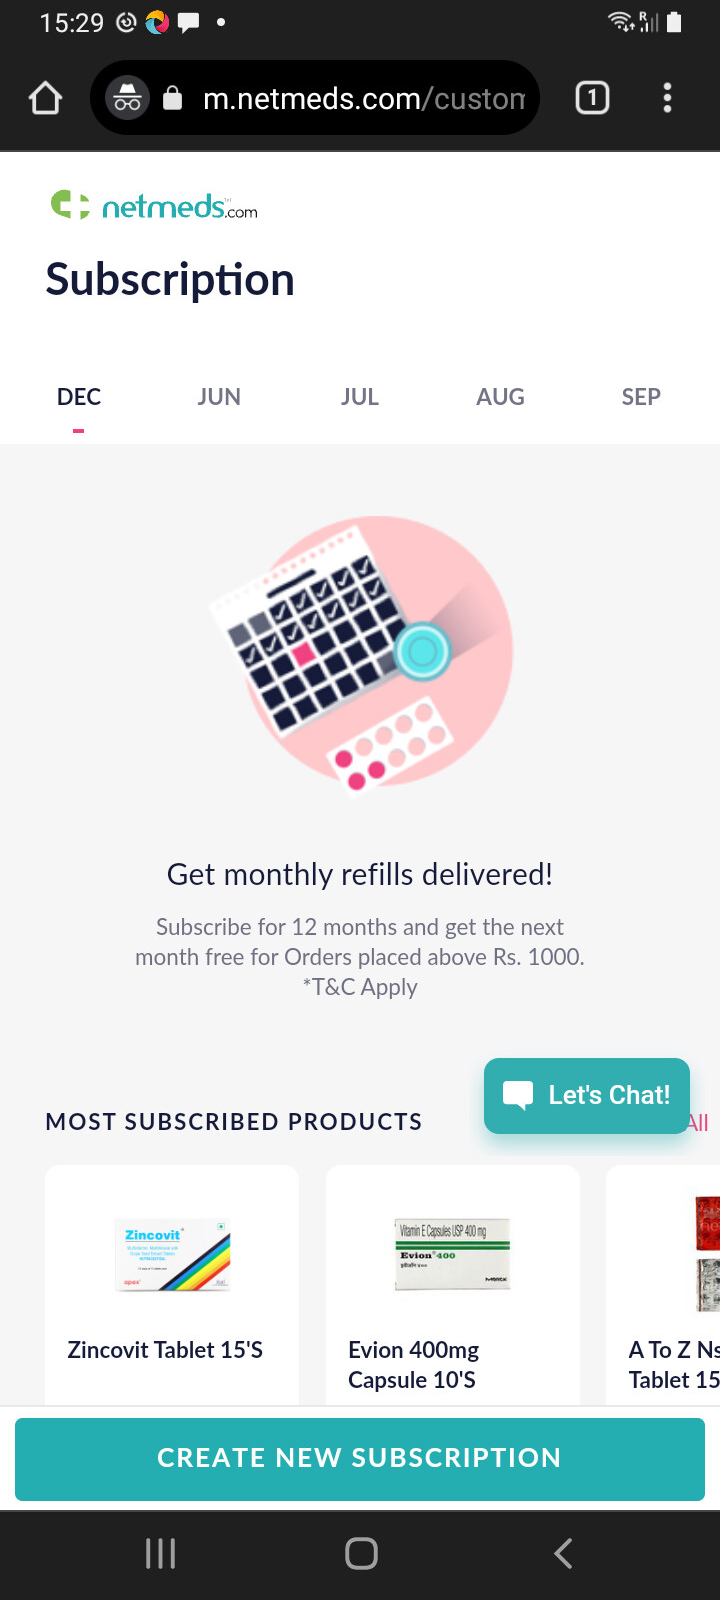 15:29
R
m.netmeds.com/custom
1
netmeds.com
Subscription
DEC JUN JUL AUG SEP
Get monthly refills delivered!
Subscribe for 12 months and get the next
month free for Orders placed above Rs. 1000.
*T&C Apply
Let's Chat!
MOST SUBSCRIBED PRODUCTS
All
Zincovit
apex
Vitamin E Capsules USP 400 mg
Evion 400
MERCK
Zincovit Tablet 15'S
Evion 400mg
Capsule 10'S
A To Z Ns
Tablet 15
CREATE NEW SUBSCRIPTION